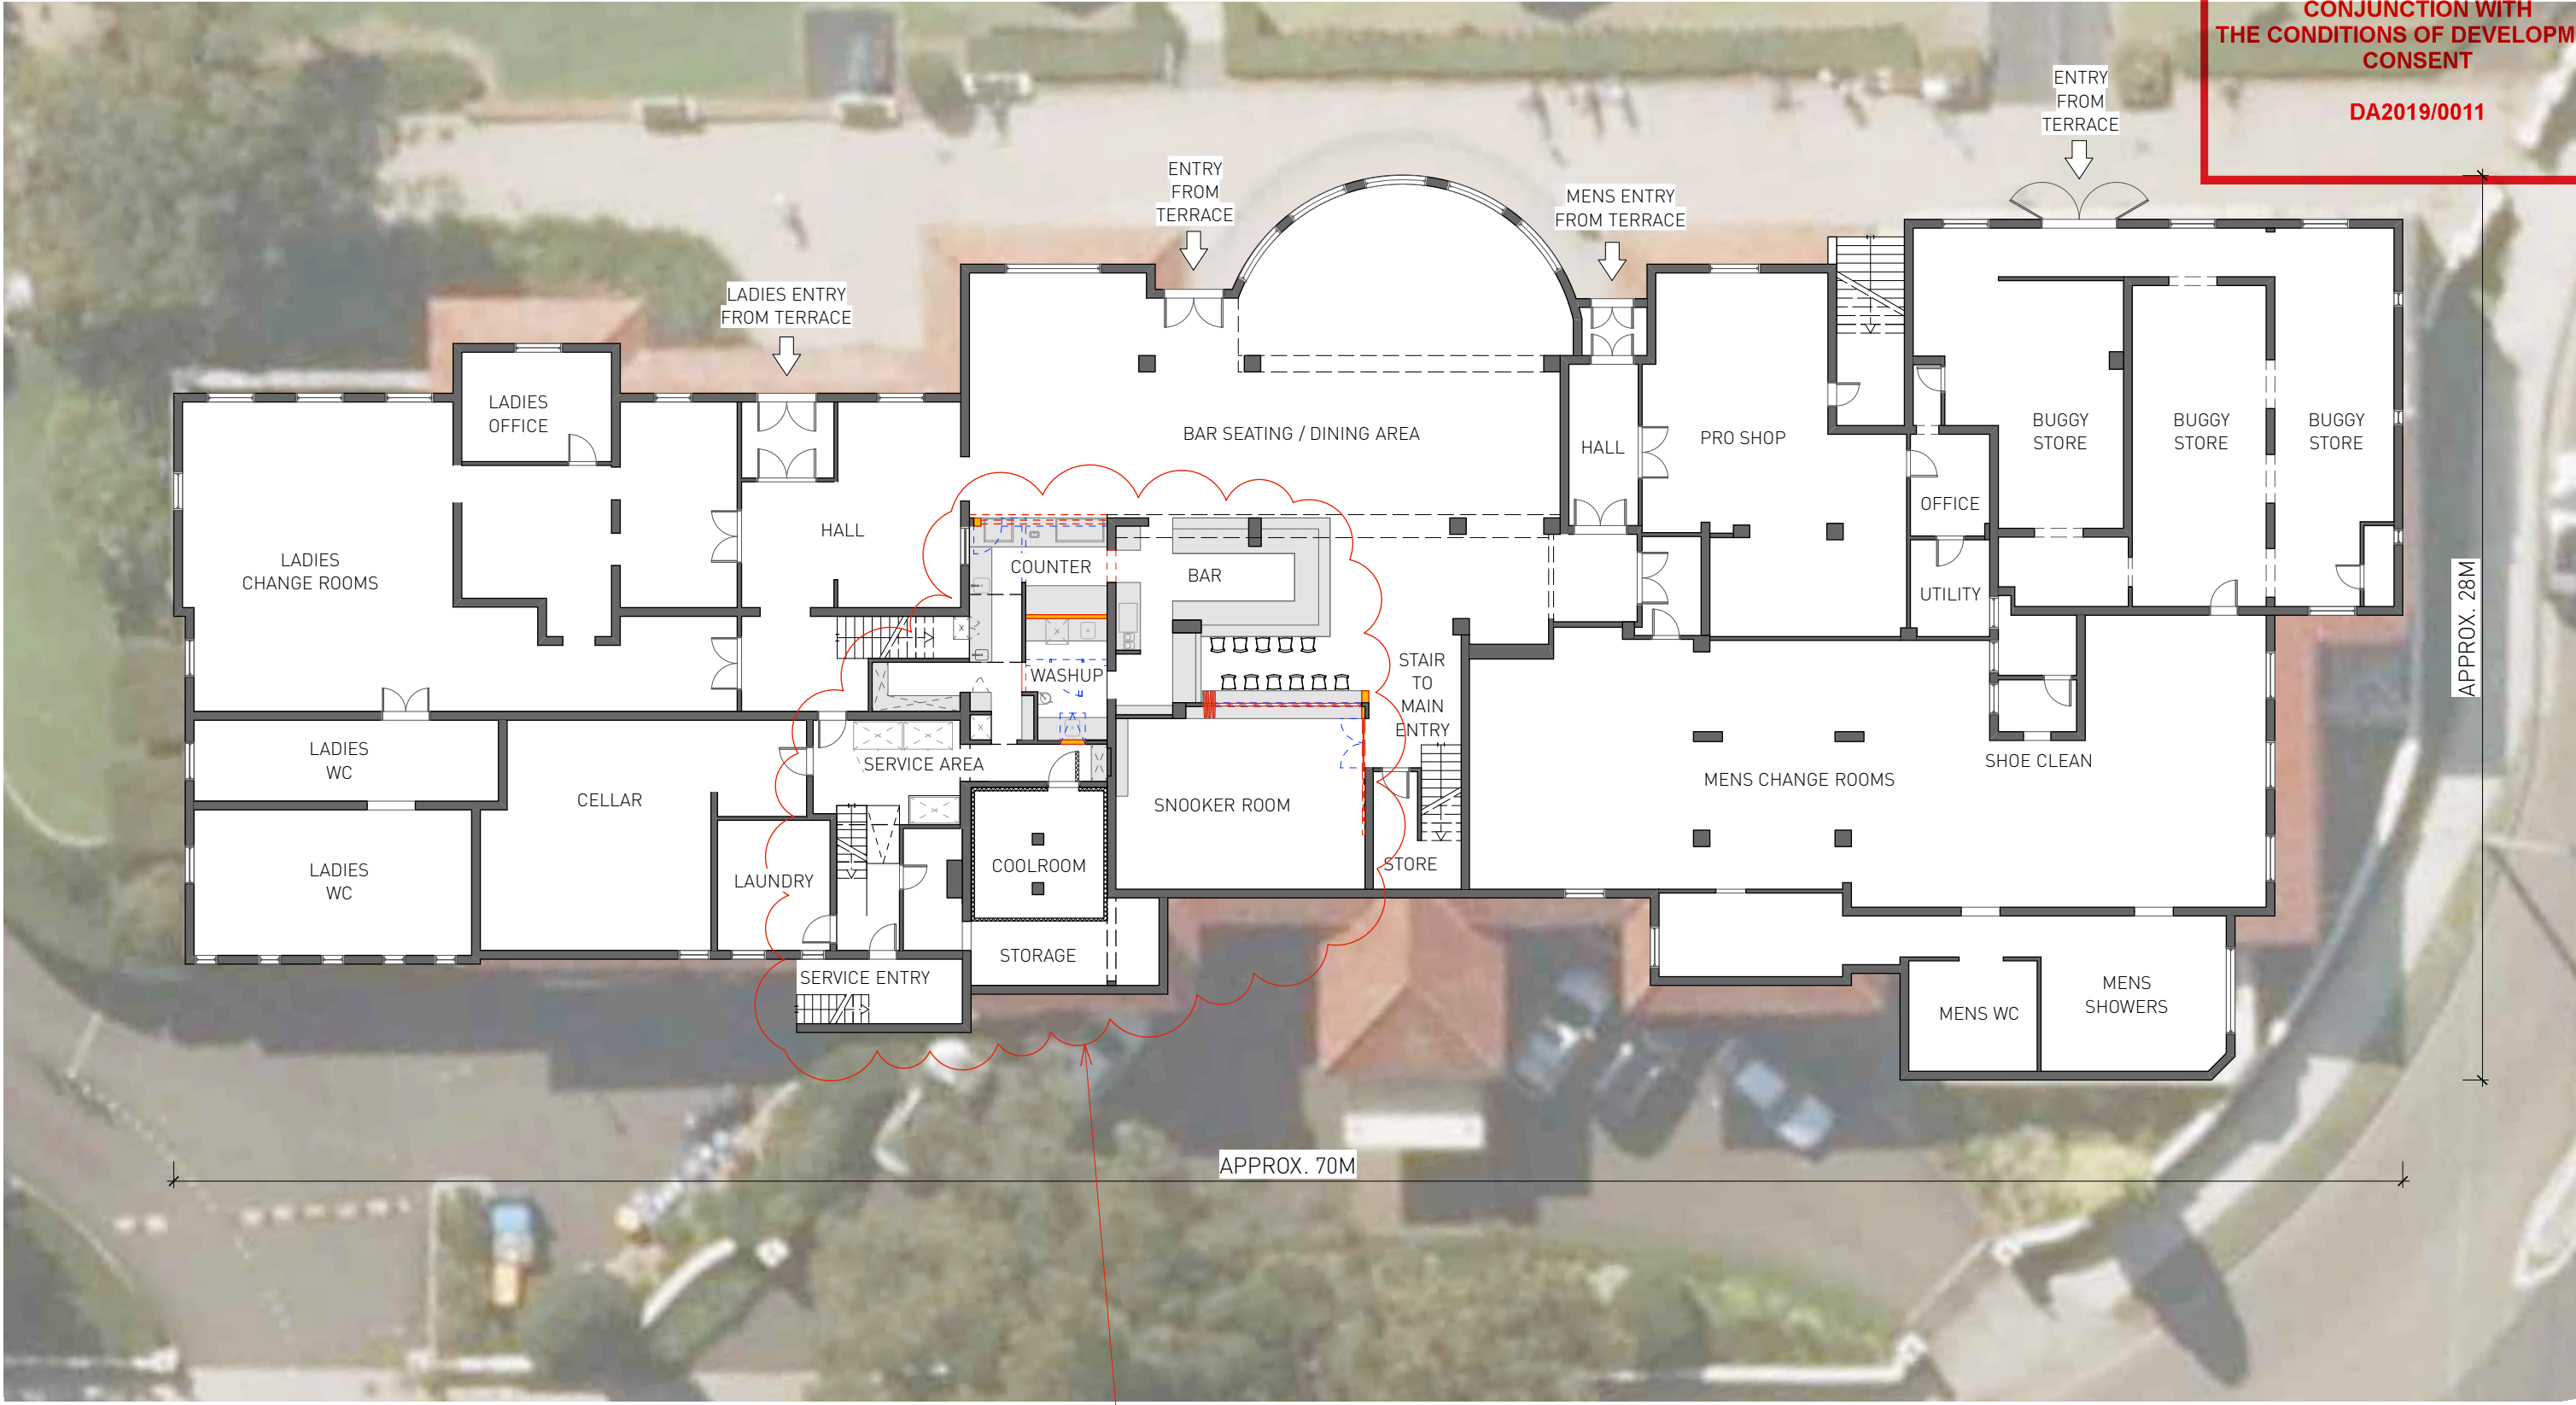 CONJUNCTION WITH
THE CONDITIONS OF DEVELOPM
CONSENT
DA2019/0011
ENTRY
FROM
TERRACE
ENTRY
FROM
TERRACE
MENS ENTRY
FROM TERRACE
LADIES ENTRY
FROM TERRACE
LADIES
OFFICE
BAR SEATING / DINING AREA
HALL
PRO SHOP
BUGGY
STORE
BUGGY
STORE
BUGGY
STORE
OFFICE
HALL
LADIES
CHANGE ROOMS
COUNTER
BAR
UTILITY
APPROX. 28M
WASHUP
STAIR
TO
MAIN
ENTRY
LADIES
WC
SERVICE AREA
SHOE CLEAN
MENS CHANGE ROOMS
CELLAR
SNOOKER ROOM
LADIES
WC
LAUNDRY
COOLROOM
STORE
STORAGE
SERVICE ENTRY
MENS WC
MENS
SHOWERS
APPROX. 70M